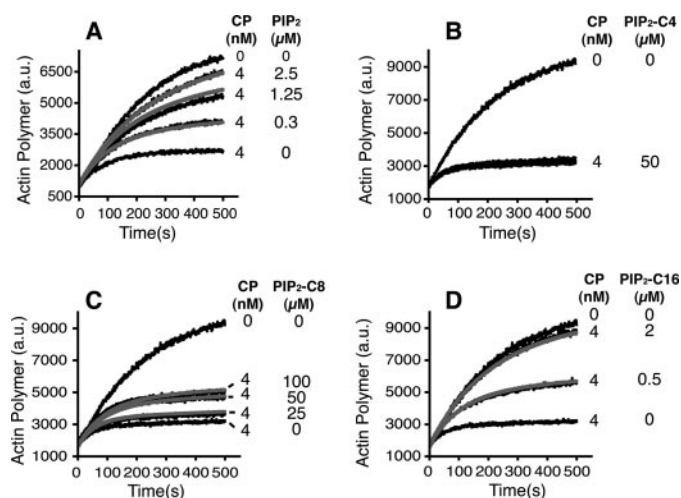 A
CP PIP₂
(nM) (µM)
0 0
4 2.5
4 1.25
4 0.3
4 0
Actin Polymer (a.u.)
6500
5000
3500
2000
500
0 100 200 300 400 500
Time(s)
B
CP PIP₂-C4
(nM) (µM)
0 0
4 50
Actin Polymer (a.u.)
9000
7000
5000
3000
1000
0 100 200 300 400 500
Time(s)
C
CP PIP₂-C8
(nM) (µM)
0 0
4 100
4 50
4 25
4 0
Actin Polymer (a.u.)
9000
7000
5000
3000
1000
0 100 200 300 400 500
Time(s)
D
CP PIP₂-C16
(nM) (µM)
0 0
4 2
4 0.5
4 0
Actin Polymer (a.u.)
9000
7000
5000
3000
1000
0 100 200 300 400 500
Time(s)